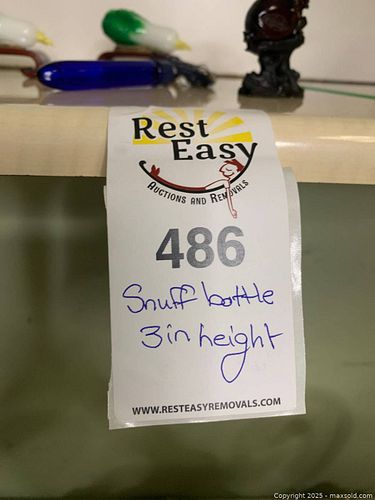 Rest
Easy
AUCTIONS AND REMOVALS
486
Snuff bottle
3in height
WWW.RESTEASYREMOVALS.COM
Copyright 2025 - maxsold.com